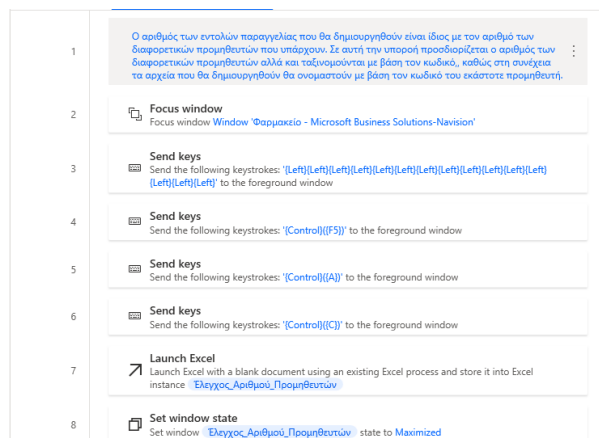 1
Ο αριθμός των εντολών παραγγελίας που θα δημιουργηθούν είναι ίδιος με τον αριθμό των
διαφορετικών προμηθευτών που υπάρχουν. Σε αυτή την υπορoή προσδιορίζεται ο αριθμός των
διαφορετικών προμηθευτών αλλά και ταξινομούνται με βάση τον κωδικό,, καθώς στη συνέχεια
τα αρχεία που θα δημιουργηθούν θα ονομαστούν με βάση τον κωδικό του εκάστοτε προμηθευτή.
2
Focus window
Focus window Window 'Φαρμακείο - Microsoft Business Solutions-Navision'
3
Send keys
Send the following keystrokes: '{Left}{Left}{Left}{Left}{Left}{Left}{Left}{Left}{Left}{Left}{Left}{Left}
{Left}{Left}{Left}' to the foreground window
4
Send keys
Send the following keystrokes: '{Control}({F5})' to the foreground window
5
Send keys
Send the following keystrokes: '{Control}({A})' to the foreground window
6
Send keys
Send the following keystrokes: '{Control}({C})' to the foreground window
7
Launch Excel
Launch Excel with a blank document using an existing Excel process and store it into Excel
instance Έλεγχος_Αριθμού_Προμηθευτών
8
Set window state
Set window Έλεγχος_Αριθμού_Προμηθευτών state to Maximized